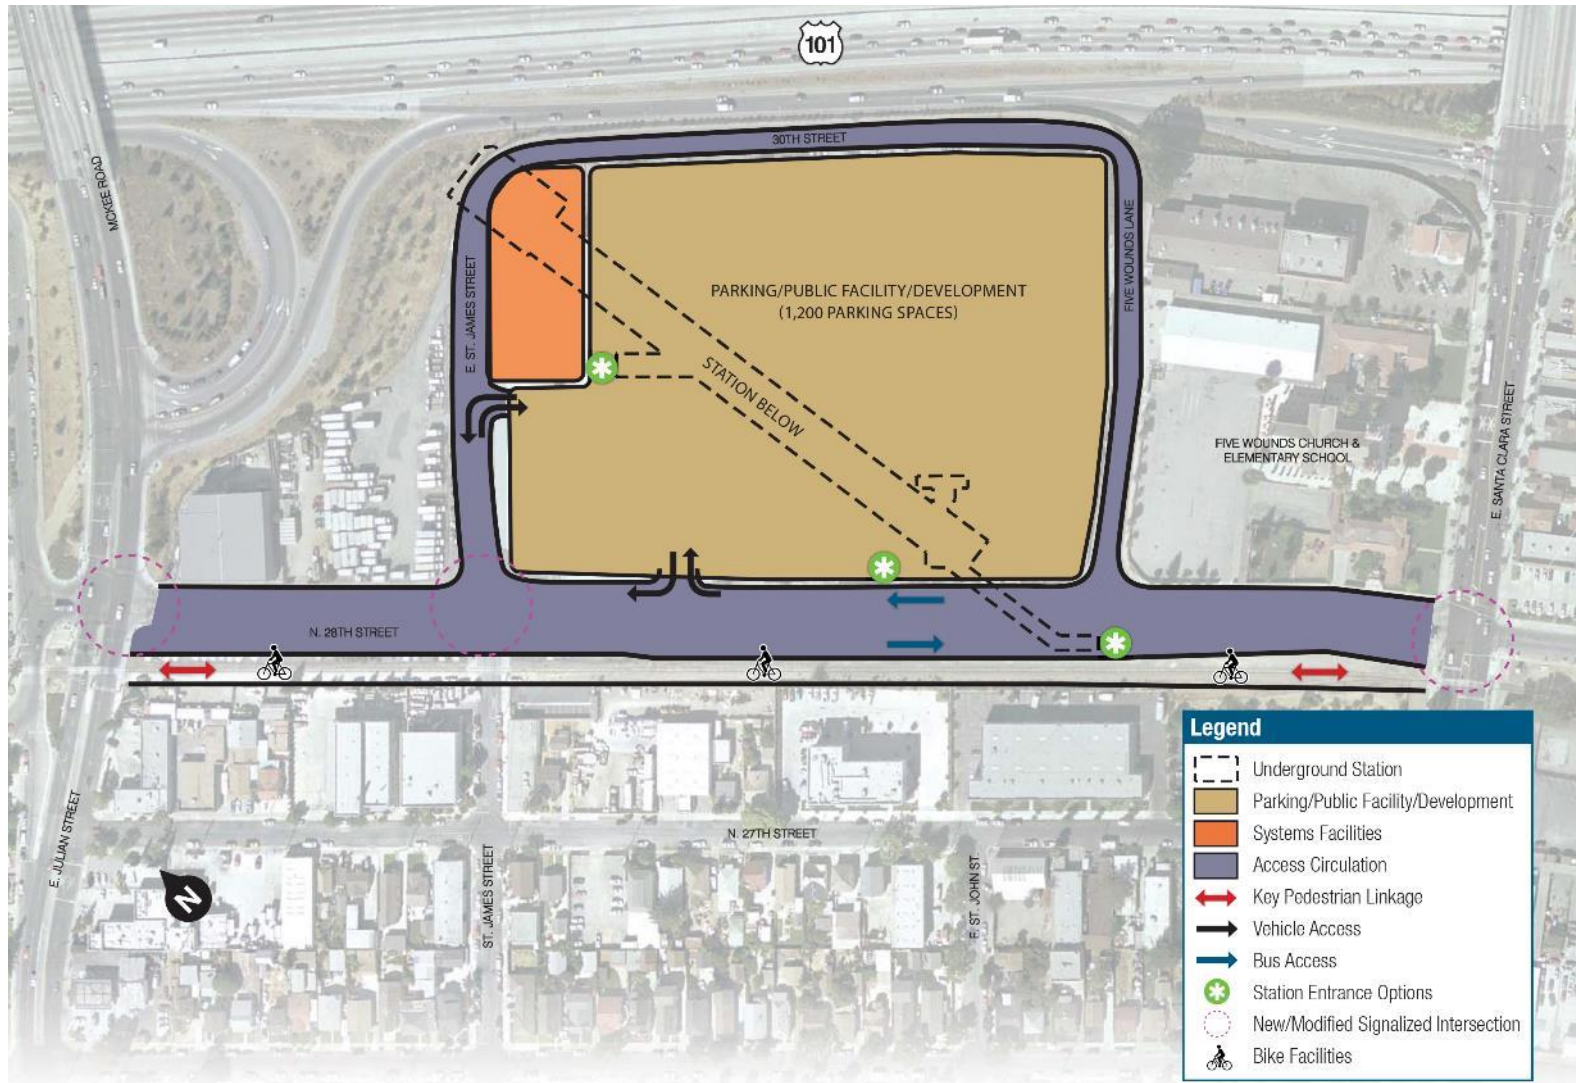 101
30TH STREET
MCKEE ROAD
FIVE WOUNDS LANE
E. ST. JAMES STREET
PARKING/PUBLIC FACILITY/DEVELOPMENT
(1,200 PARKING SPACES)
STATION BELOW
FIVE WOUNDS CHURCH &
ELEMENTARY SCHOOL
E. SANTA CLARA STREET
N. 28TH STREET
E. JULIAN STREET
N. 27TH STREET
ST. JAMES STREET
E. ST. JOHN ST.
N
Legend
Underground Station
Parking/Public Facility/Development
Systems Facilities
Access Circulation
Key Pedestrian Linkage
Vehicle Access
Bus Access
Station Entrance Options
New/Modified Signalized Intersection
Bike Facilities